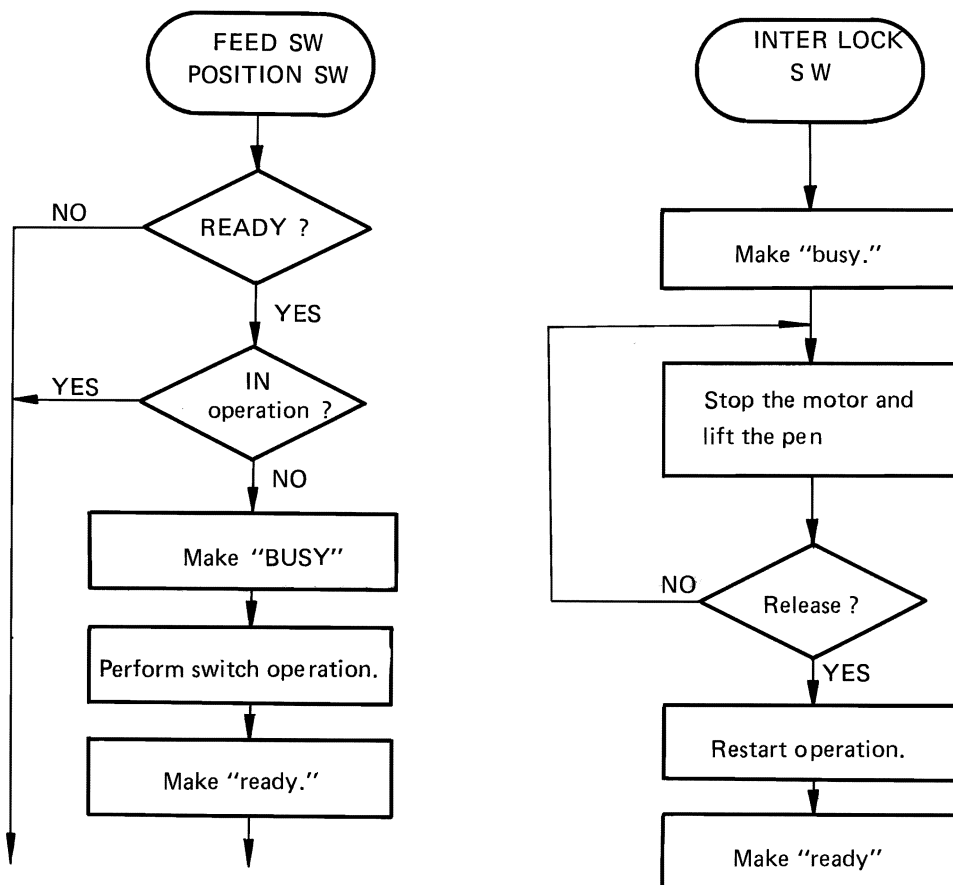 FEED SW
POSITION SW
READY ?
NO
YES
IN
operation ?
YES
NO
Make “BUSY”
Perform switch operation.
Make “ready.”
INTER LOCK
SW
Make “busy.”
Stop the motor and
lift the pen
Release ?
NO
YES
Restart operation.
Make “ready”